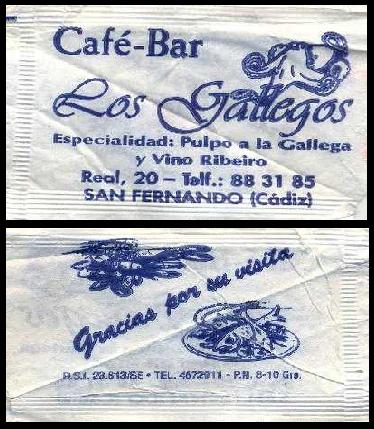 Café-Bar
Los Gallegos
Especialidad: Pulpo a la Gallega
y Vino Ribeiro
Real, 20 – Telf.: 88 31 85
SAN FERNANDO (Cádiz)
Gracias por su visita
R.S.I. 23.613/SE • TEL. 4672911 - P.N. 8-10 Grs.